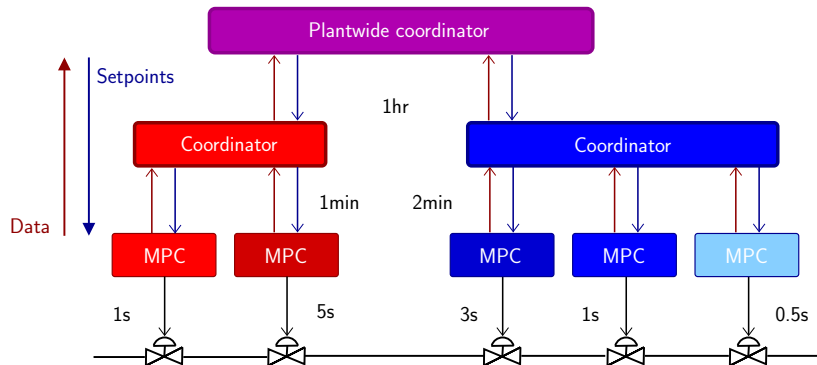 Plantwide coordinator
Setpoints
1hr
Coordinator
Coordinator
1min
2min
Data
MPC
MPC
MPC
MPC
MPC
1s
5s
3s
1s
0.5s